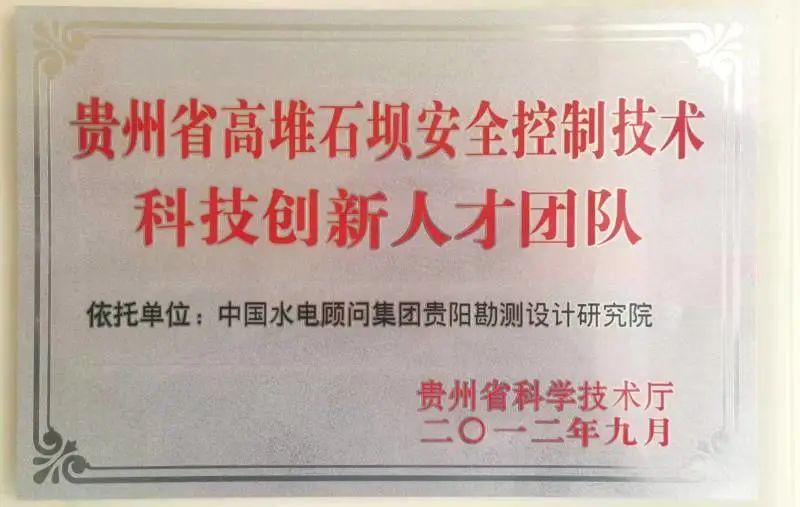 贵州省高堆石坝安全控制技术
科技创新人才团队
依托单位：中国水电顾问集团贵阳勘测设计研究院
贵州省科学技术厅
二〇一二年九月